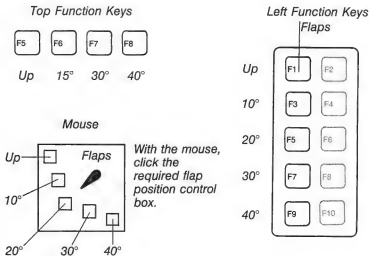 Top Function Keys
F5 F6 F7 F8
Up 15° 30° 40°
Mouse
Up
Flaps
10°
20° 30° 40°
With the mouse,
click the
required flap
position control
box.
Left Function Keys
Flaps
Up F1 F2
10° F3 F4
20° F5 F6
30° F7 F8
40° F9 F10